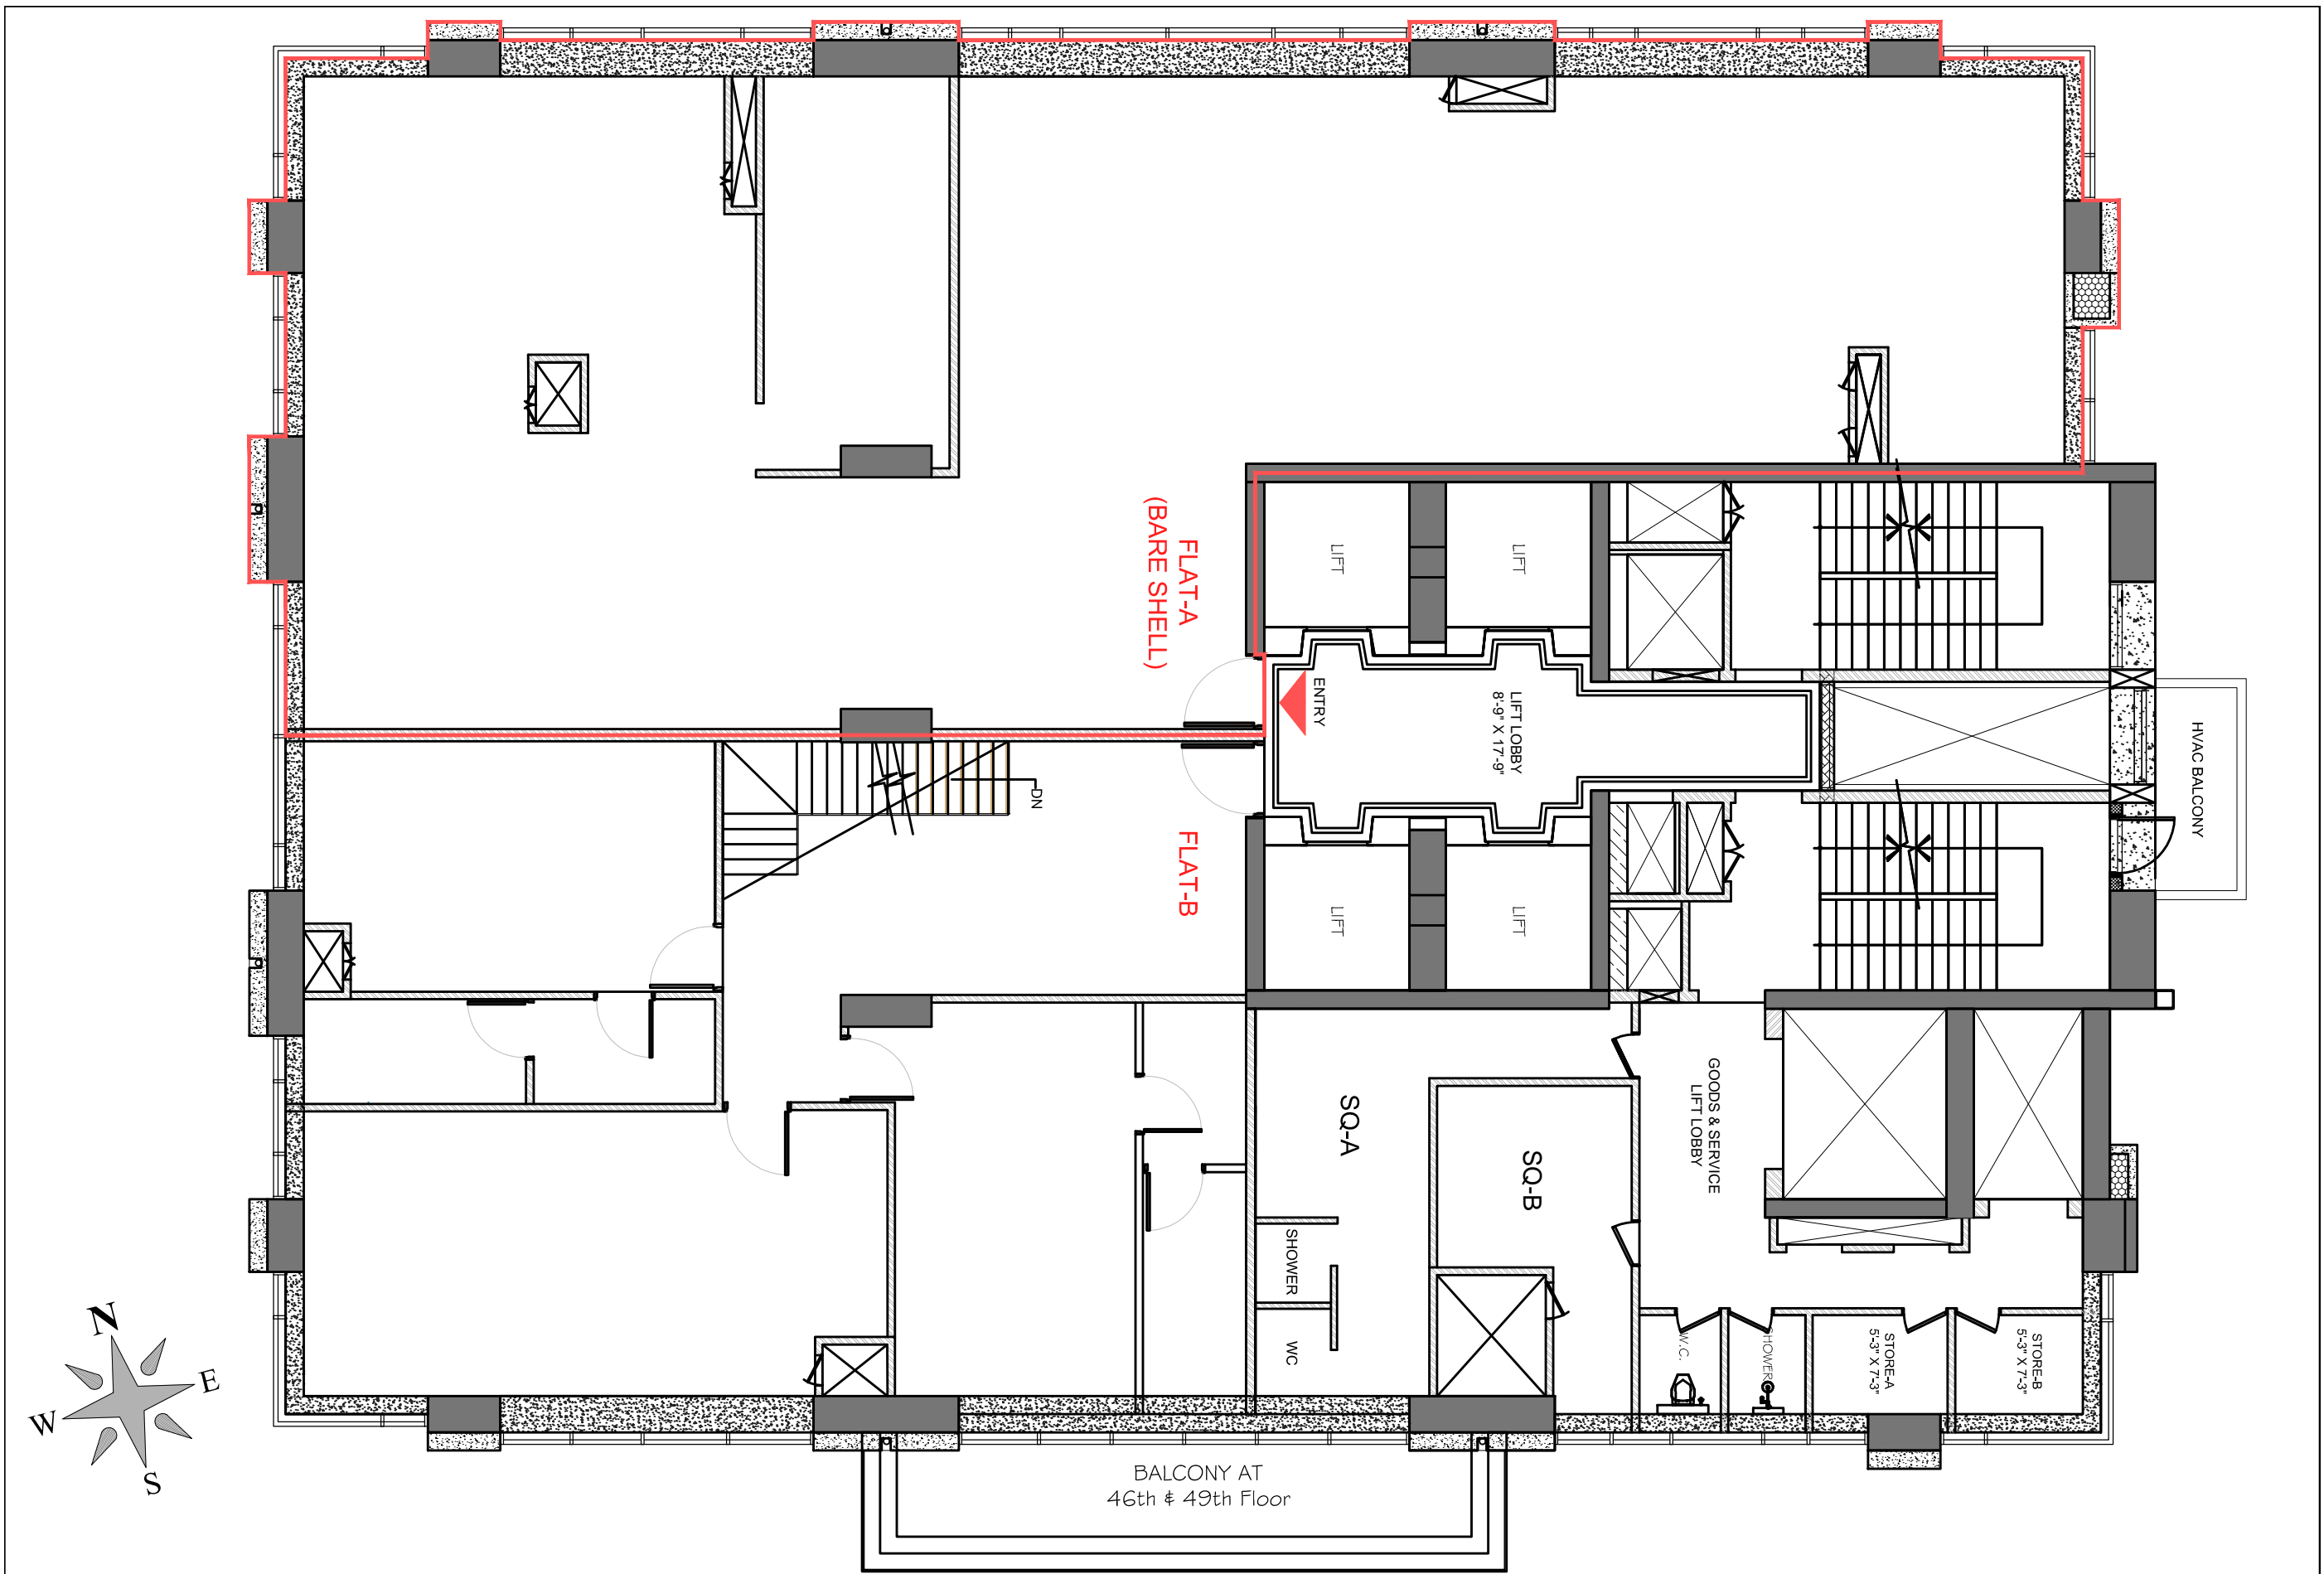 FLAT-A
(BARE SHELL)
LIFT
LIFT
ENTRY
LIFT LOBBY
8'-9" X 17'-9"
HVAC BALCONY
DN
FLAT-B
LIFT
LIFT
SQ-A
SQ-B
GOODS & SERVICE
LIFT LOBBY
SHOWER
WC
W.C.
SHOWER
STORE-A
5'-3" X 7'-3"
STORE-B
5'-3" X 7'-3"
N
E
W
S
BALCONY AT
46th & 49th Floor